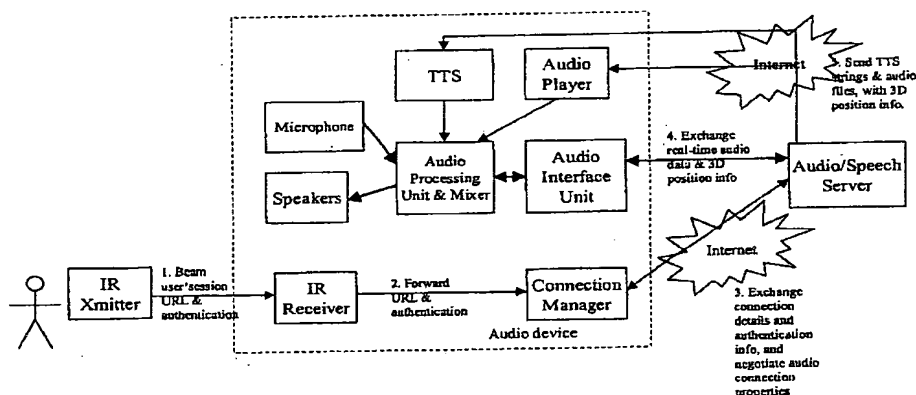 TTS
Audio
Player
Internet
5. Send TTS
strings & audio
files, with 3D
position info.
Microphone
Speakers
Audio
Processing
Unit & Mixer
Audio
Interface
Unit
4. Exchange
real-time audio
data & 3D
position info
Audio/Speech
Server
Internet
IR
Xmitter
1. Beam
user'session
URL &
authentication
IR
Receiver
2. Forward
URL &
authentication
Connection
Manager
Audio device
3. Exchange
connection
details and
authentication
info, and
negotiate audio
connection
properties